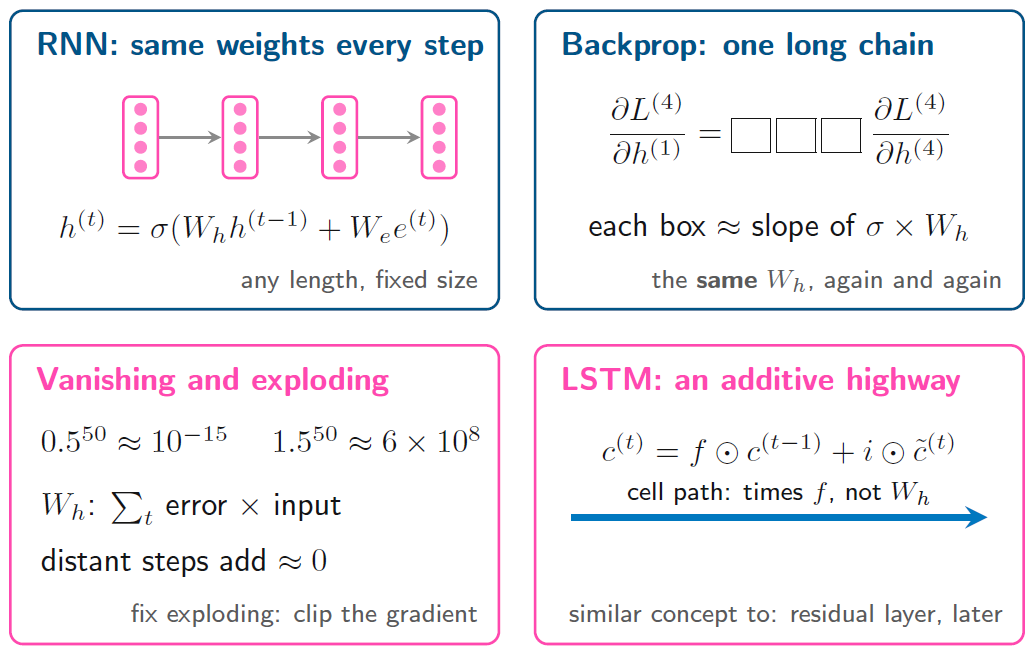 RNN: same weights every step
h^{(t)} = σ(W_h h^{(t−1)} + W_e e^{(t)})
any length, fixed size
Backprop: one long chain
∂L^{(4)}/∂h^{(1)} = □□□ ∂L^{(4)}/∂h^{(4)}
each box ≈ slope of σ × W_h
the same W_h, again and again
Vanishing and exploding
0.5^{50} ≈ 10^{−15} 1.5^{50} ≈ 6 × 10^{8}
W_h: ∑_t error × input
distant steps add ≈ 0
fix exploding: clip the gradient
LSTM: an additive highway
c^{(t)} = f ⊙ c^{(t−1)} + i ⊙ c̃^{(t)}
cell path: times f, not W_h
similar concept to: residual layer, later